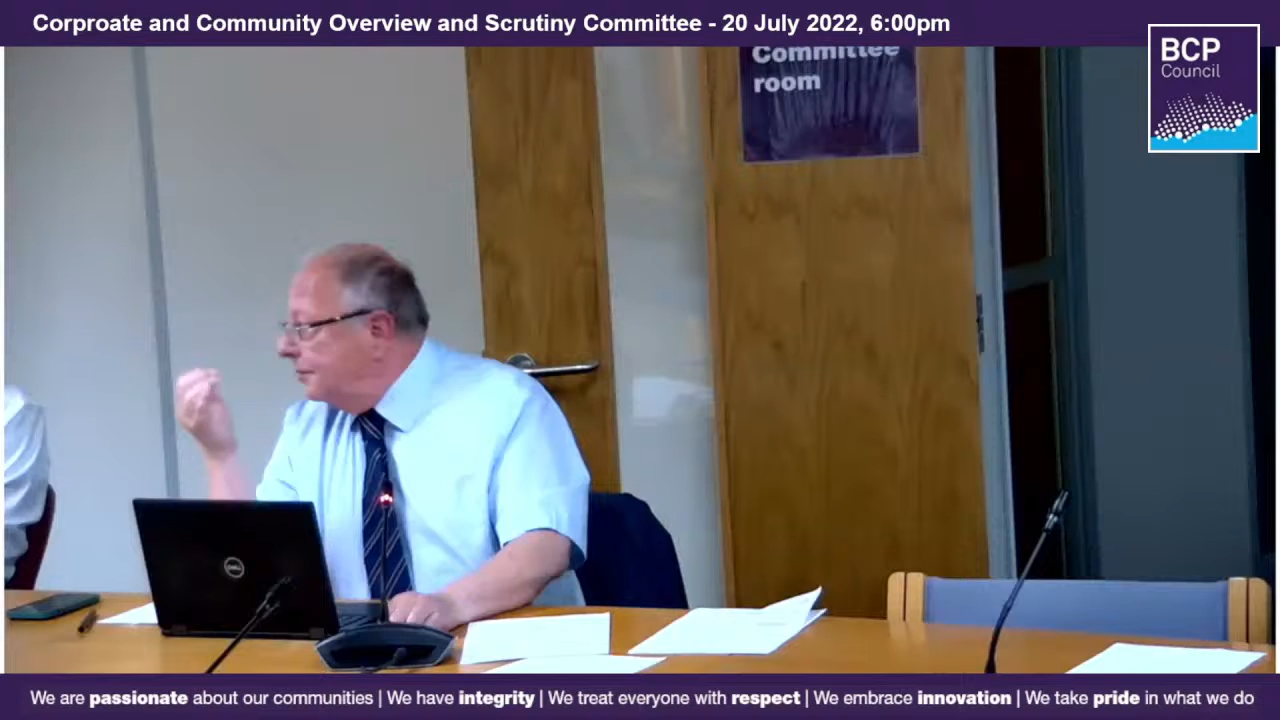 Corproate and Community Overview and Scrutiny Committee - 20 July 2022, 6:00pm
BCP
Council
Committee
room
DELL
We are passionate about our communities | We have integrity | We treat everyone with respect | We embrace innovation | We take pride in what we do